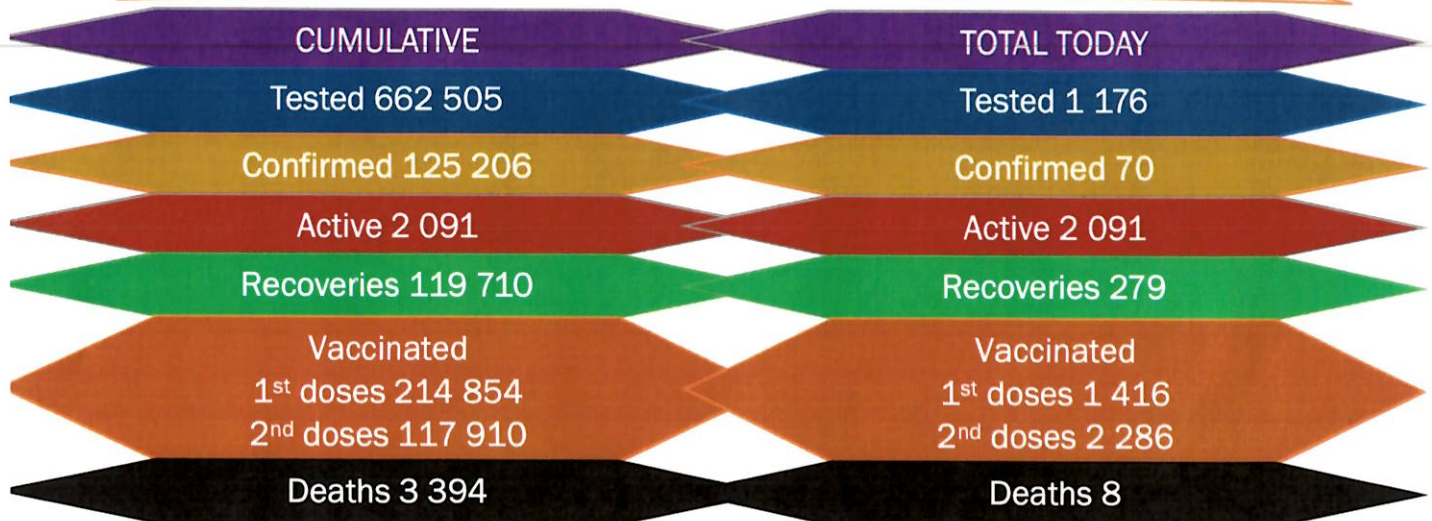 CUMULATIVE
Tested 662 505
Confirmed 125 206
Active 2 091
Recoveries 119 710
Vaccinated
1st doses 214 854
2nd doses 117 910
Deaths 3 394
TOTAL TODAY
Tested 1 176
Confirmed 70
Active 2 091
Recoveries 279
Vaccinated
1st doses 1 416
2nd doses 2 286
Deaths 8